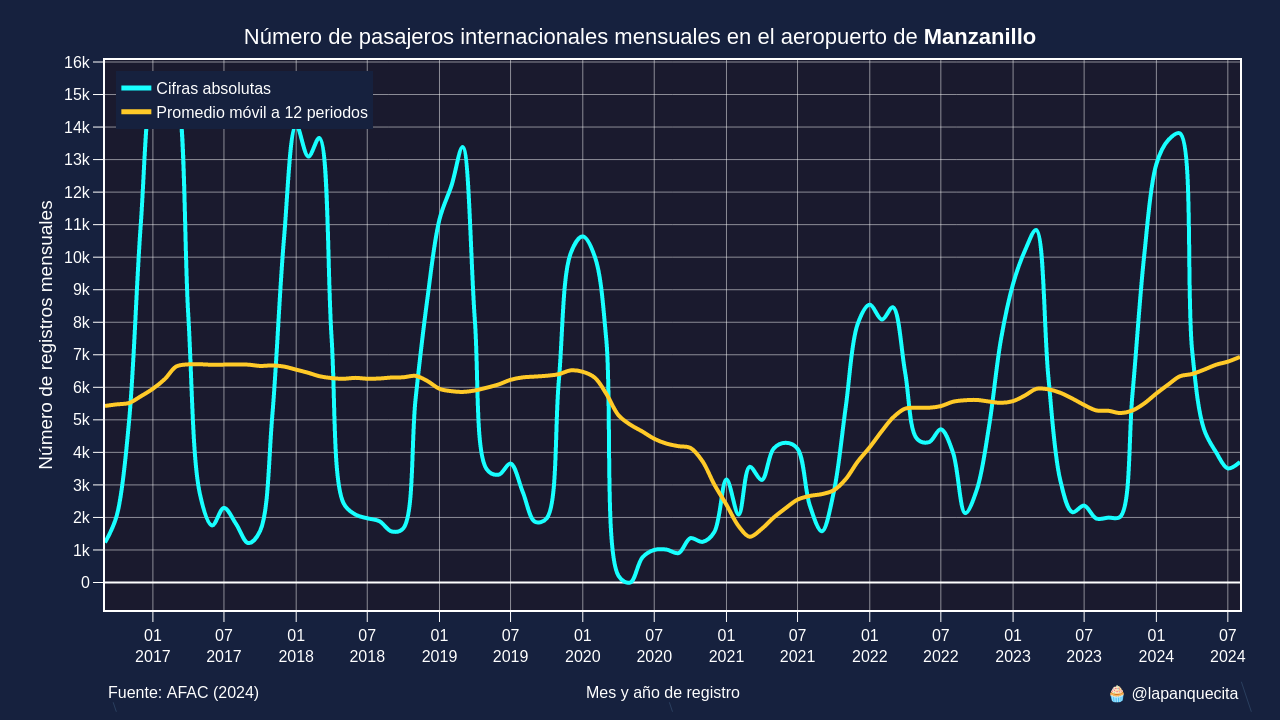 Número de pasajeros internacionales mensuales en el aeropuerto de Manzanillo
Cifras absolutas
Promedio móvil a 12 periodos
Número de registros mensuales
16k
15k
14k
13k
12k
11k
10k
9k
8k
7k
6k
5k
4k
3k
2k
1k
0
01 07 01 07 01 07 01 07 01 07 01 07 01 07 01 07
2017 2017 2018 2018 2019 2019 2020 2020 2021 2021 2022 2022 2023 2023 2024 2024
Fuente: AFAC (2024) Mes y año de registro 🧁 @lapanquecita